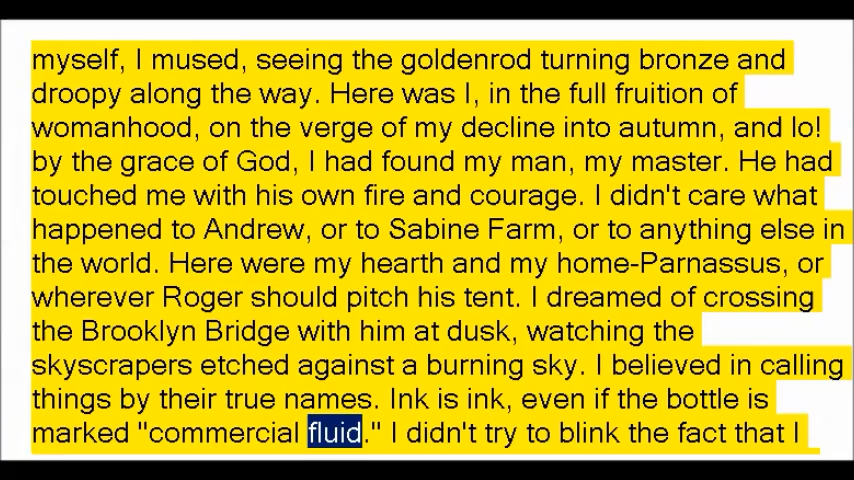 myself, I mused, seeing the goldenrod turning bronze and
droopy along the way. Here was I, in the full fruition of
womanhood, on the verge of my decline into autumn, and lo!
by the grace of God, I had found my man, my master. He had
touched me with his own fire and courage. I didn't care what
happened to Andrew, or to Sabine Farm, or to anything else in
the world. Here were my hearth and my home-Parnassus, or
wherever Roger should pitch his tent. I dreamed of crossing
the Brooklyn Bridge with him at dusk, watching the
skyscrapers etched against a burning sky. I believed in calling
things by their true names. Ink is ink, even if the bottle is
marked "commercial fluid." I didn't try to blink the fact that I